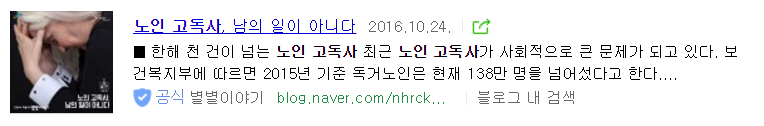 노인 고독사, 남의 일이 아니다 2016.10.24.
■ 한해 천 건이 넘는 노인 고독사 최근 노인 고독사가 사회적으로 큰 문제가 되고 있다. 보
건복지부에 따르면 2015년 기준 독거노인은 현재 138만 명을 넘어섰다고 한다....
공식 별별이야기 blog.naver.com/nhrck... 블로그 내 검색
노인 고독사,
남의 일이 아니다